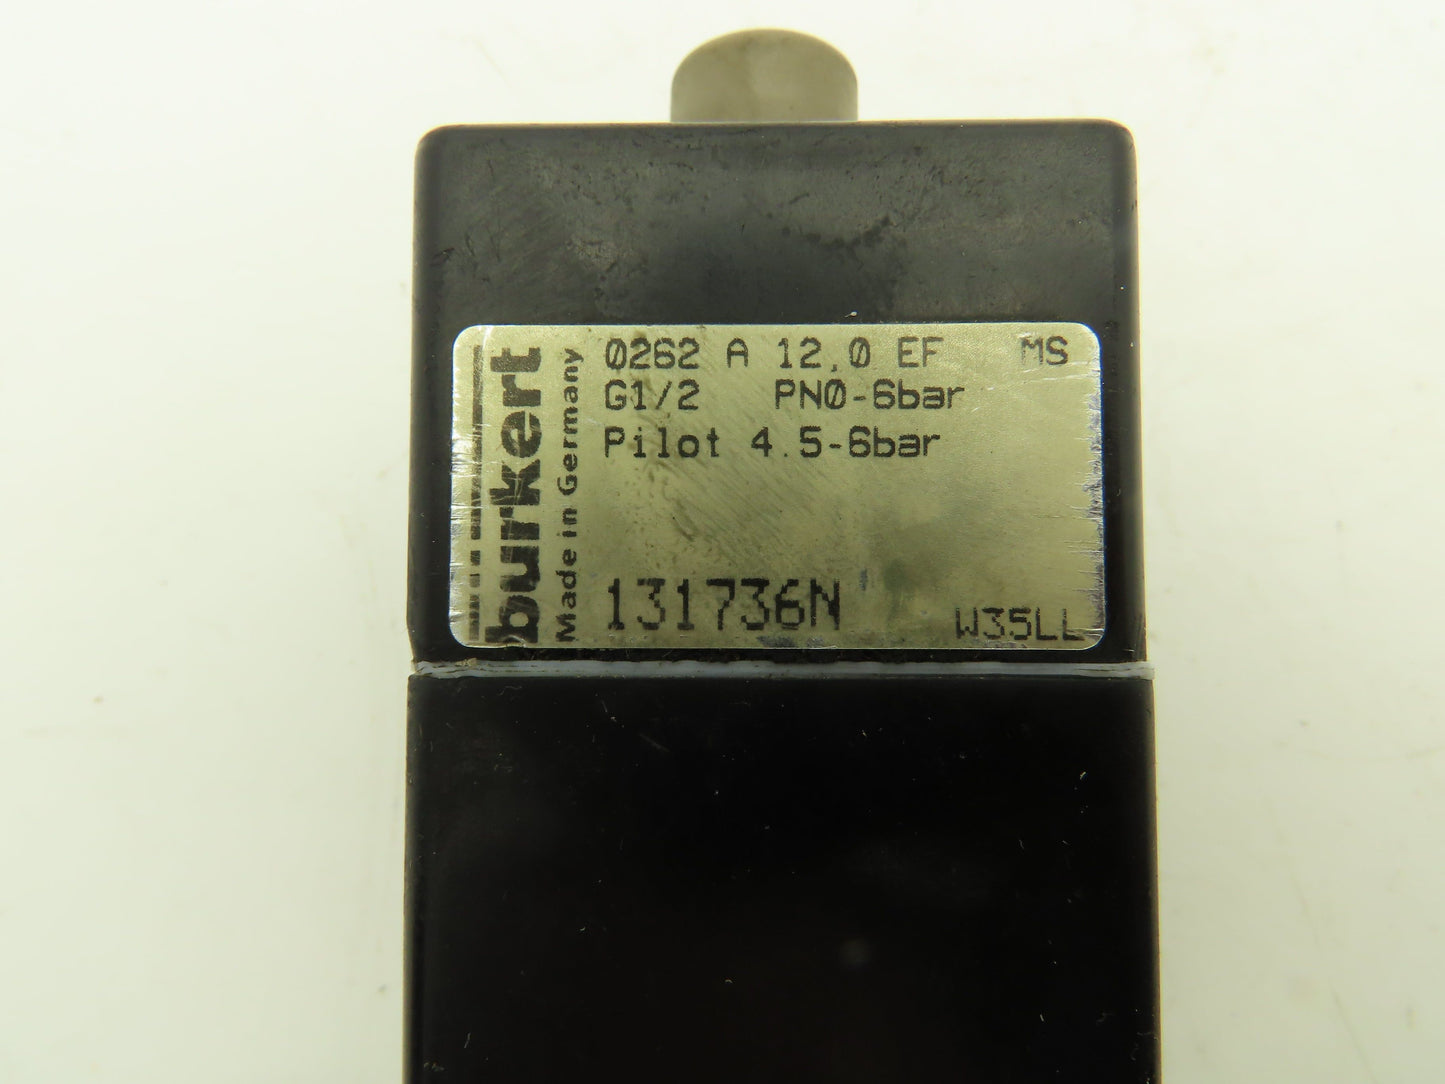 burkert
Made in Germany
0262 A 12,0 EF MS
G1/2 PN0-6bar
Pilot 4.5-6bar
131736N W35LL